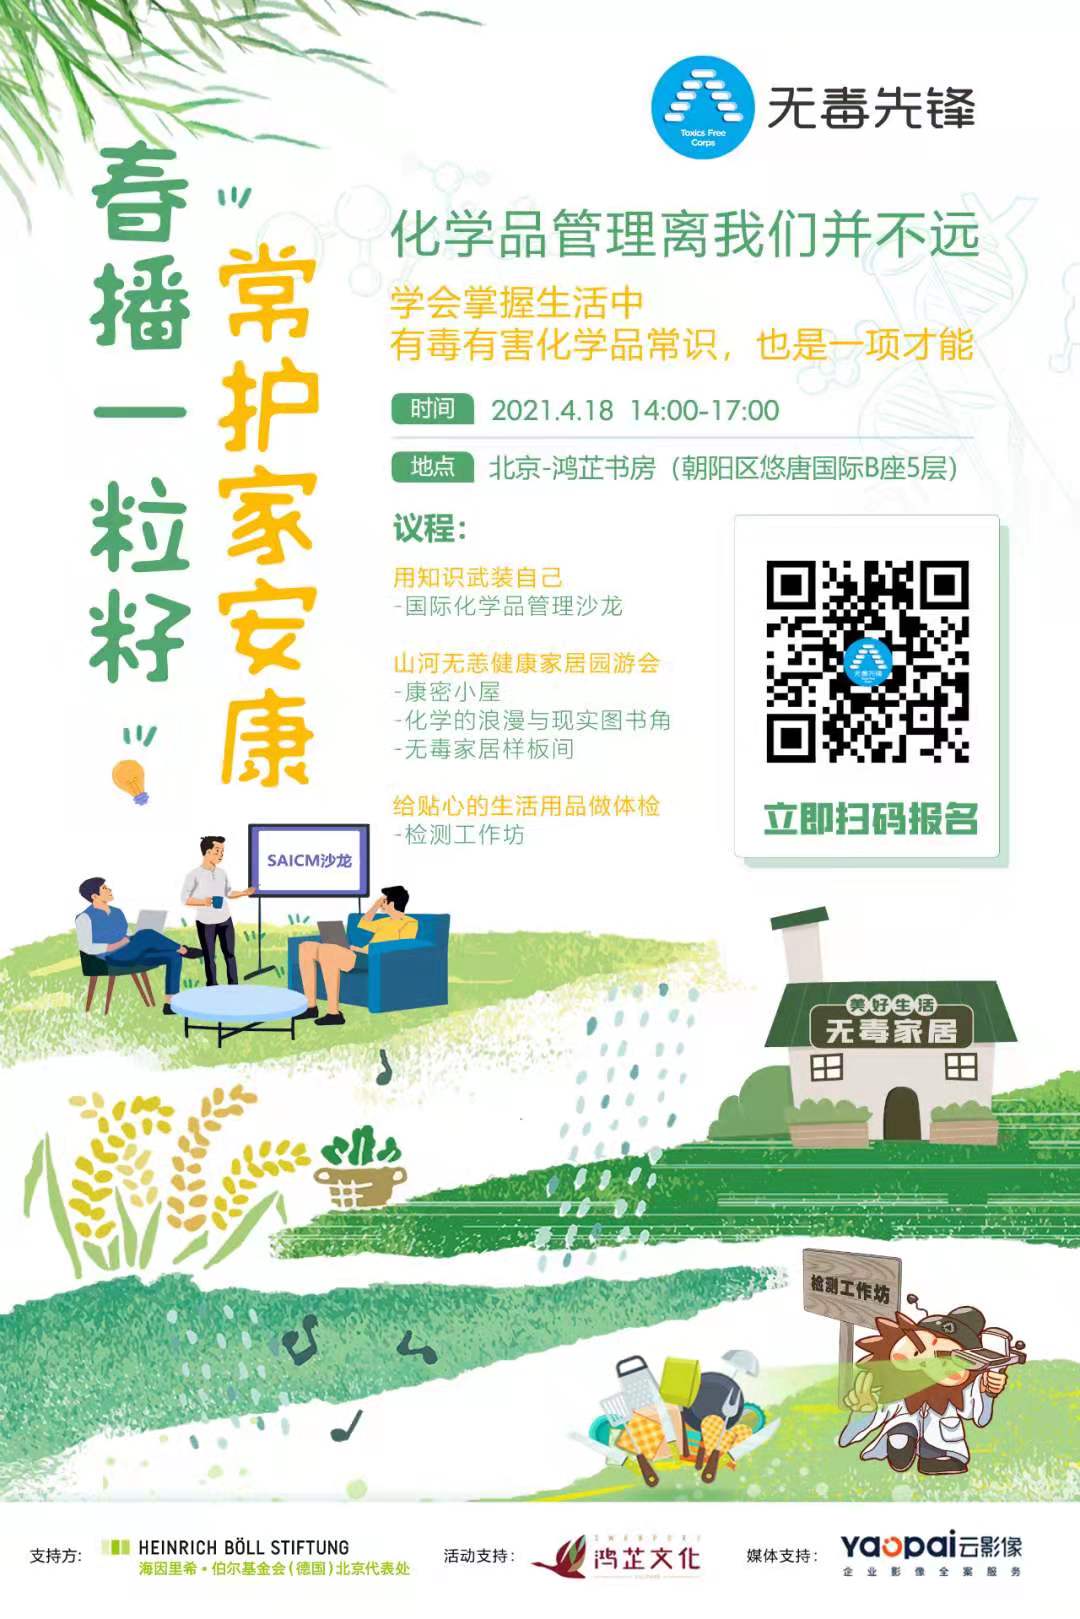 Toxics Free
Corps
无毒先锋
春播一粒籽
常护家安康
化学品管理离我们并不远
学会掌握生活中
有毒有害化学品常识，也是一项才能
时间 2021.4.18 14:00-17:00
地点 北京-鸿芷书房（朝阳区悠唐国际B座5层）
议程：
用知识武装自己
-国际化学品管理沙龙
山河无恙健康家居园游会
-康密小屋
-化学的浪漫与现实图书角
-无毒家居样板间
给贴心的生活用品做体检
-检测工作坊
无毒先锋
立即扫码报名
SAICM沙龙
美好生活
无毒家居
检测工作坊
支持方：
HEINRICH BÖLL STIFTUNG
海因里希·伯尔基金会（德国）北京代表处
活动支持：
鸿芷文化
媒体支持：
yaopai云影像
企业影像全案服务